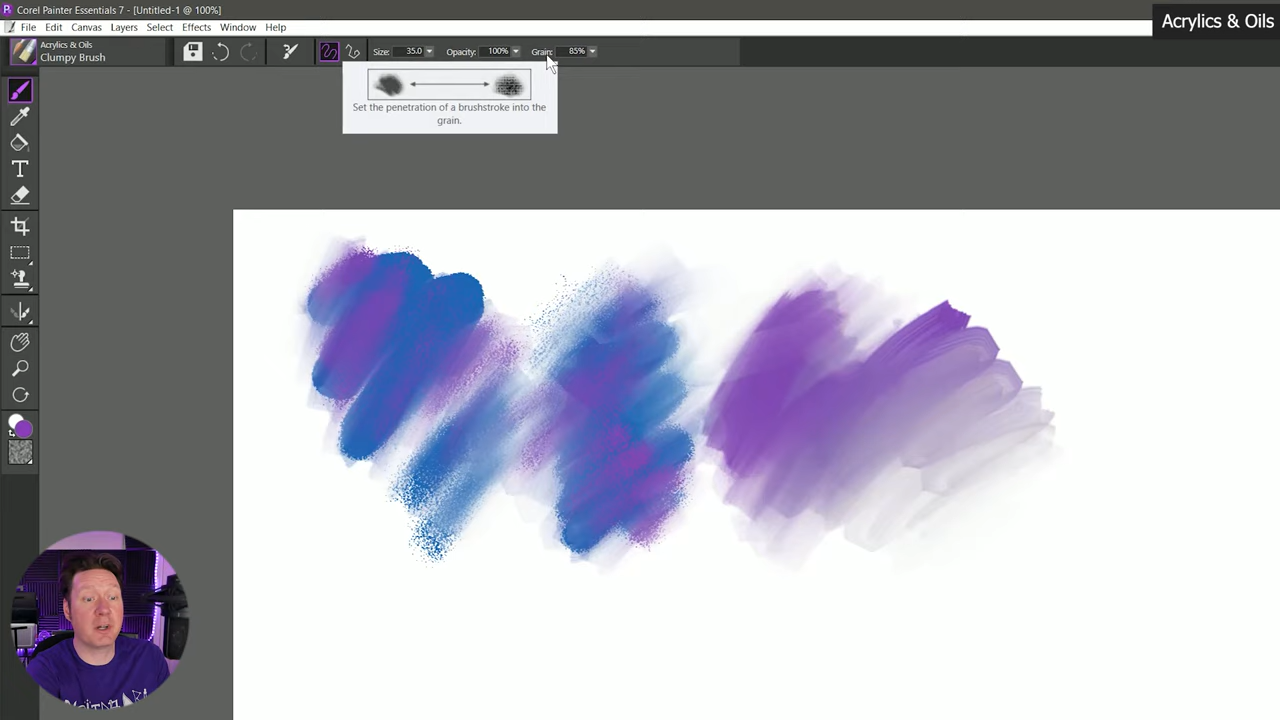 Corel Painter Essentials 7 - [Untitled-1 @ 100%]
Acrylics & Oils
File Edit Canvas Layers Select Effects Window Help
Acrylics & Oils
Clumpy Brush
Size: 35.0 Opacity: 100% Grain: 85%
Set the penetration of a brushstroke into the
grain.